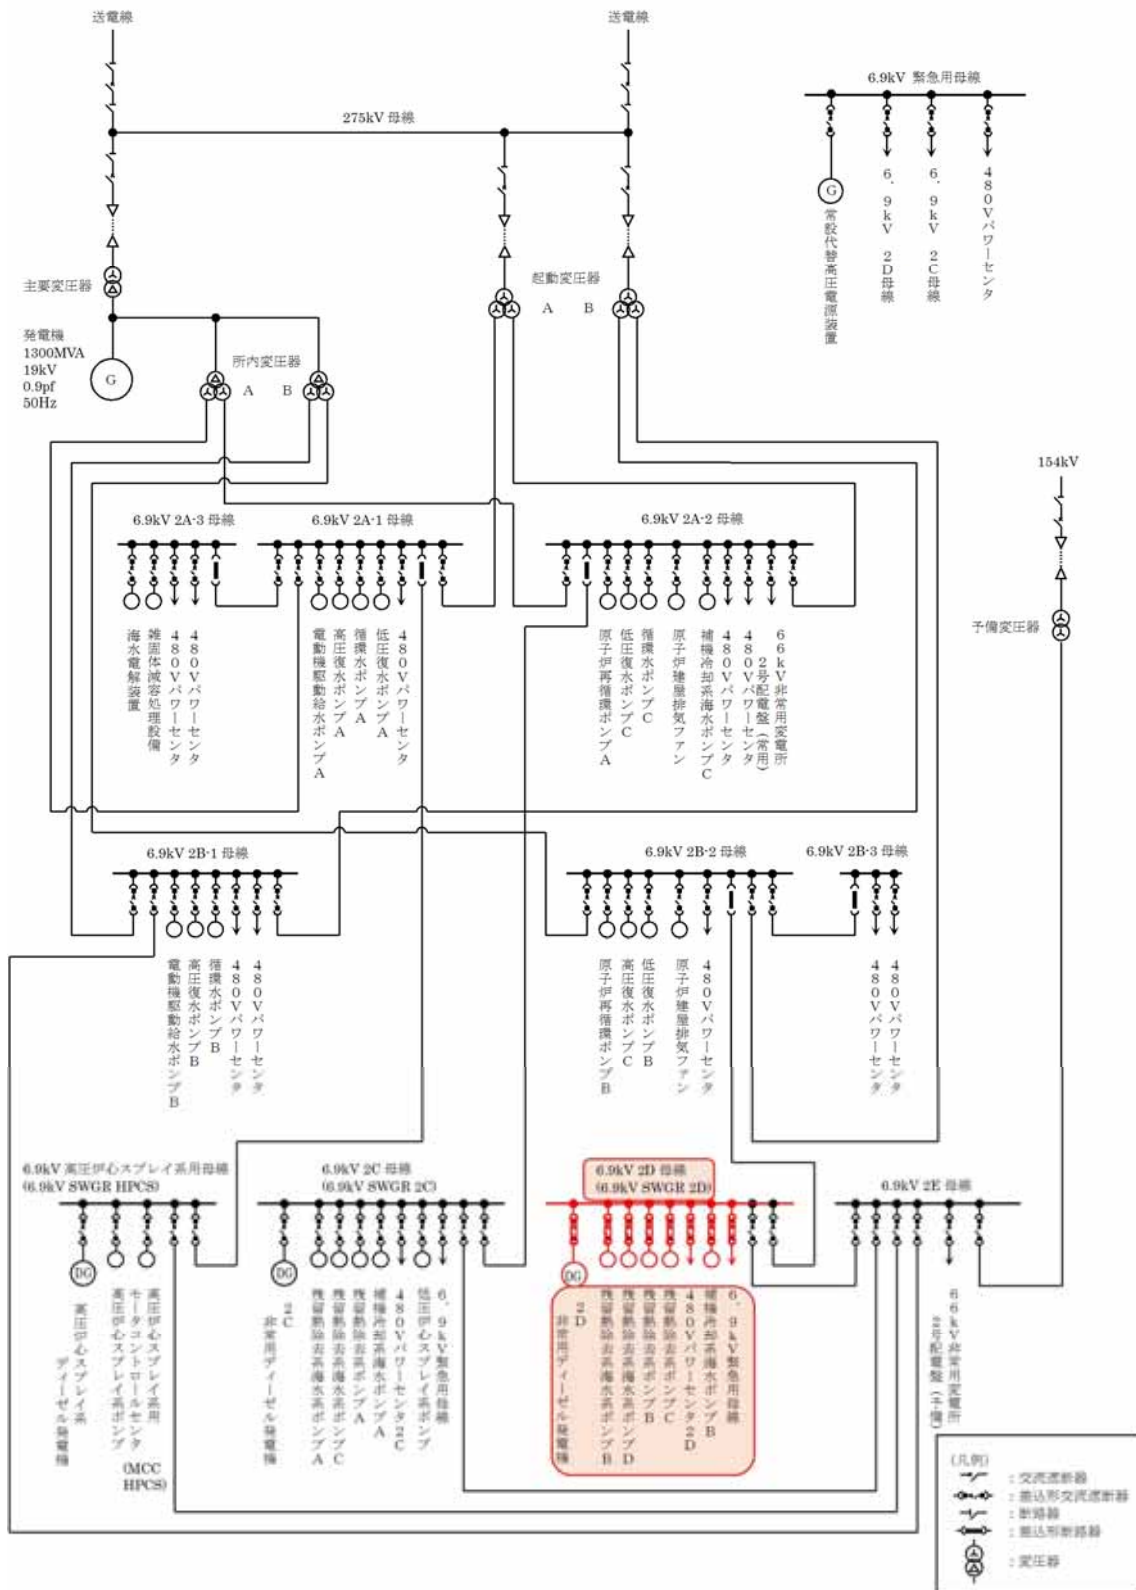 送電線
送電線
6.9kV 緊急用母線
275kV 母線
G
常設代替高圧電源装置
6.9kV 2D母線
6.9kV 2C母線
480Vパワーセンタ
主要変圧器
起動変圧器
A
B
発電機
1300MVA
19kV
0.9pf
50Hz
G
所内変圧器
A
B
154kV
予備変圧器
6.9kV 2A-3 母線
海水電解装置
雑固体減容処理設備
480Vパワーセンタ
480Vパワーセンタ
6.9kV 2A-1 母線
電動機駆動給水ポンプA
高圧復水ポンプA
循環水ポンプA
低圧復水ポンプA
480Vパワーセンタ
6.9kV 2A-2 母線
原子炉再循環ポンプA
低圧復水ポンプC
循環水ポンプC
原子炉建屋排気ファン
補機冷却系海水ポンプC
480Vパワーセンタ
480Vパワーセンタ
66kV非常用変電所
2号配電盤(常用)
6.9kV 2B-1 母線
電動機駆動給水ポンプB
高圧復水ポンプB
循環水ポンプB
480Vパワーセンタ
480Vパワーセンタ
6.9kV 2B-2 母線
原子炉再循環ポンプB
高圧復水ポンプC
低圧復水ポンプB
原子炉建屋排気ファン
480Vパワーセンタ
6.9kV 2B-3 母線
480Vパワーセンタ
480Vパワーセンタ
6.9kV 高圧炉心スプレイ系用母線
(6.9kV SWGR HPCS)
DG
高圧炉心スプレイ系
ディーゼル発電機
高圧炉心スプレイ系ポンプ
高圧炉心スプレイ系用
モータコントロールセンタ
(MCC
HPCS)
6.9kV 2C 母線
(6.9kV SWGR 2C)
DG
2C
非常用ディーゼル発電機
残留熱除去系海水系ポンプA
残留熱除去系海水系ポンプC
残留熱除去系ポンプA
補機冷却系海水ポンプA
480Vパワーセンタ2C
低圧炉心スプレイ系ポンプ
6.9kV緊急用母線
6.9kV 2D 母線
(6.9kV SWGR 2D)
DG
2D
非常用ディーゼル発電機
残留熱除去系海水系ポンプB
残留熱除去系海水系ポンプD
残留熱除去系ポンプB
残留熱除去系ポンプC
480Vパワーセンタ2D
補機冷却系海水ポンプB
6.9kV緊急用母線
6.9kV 2E 母線
66kV非常用変電所
2号配電盤(予備)
(凡例)
:交流遮断器
:差込形交流遮断器
:断路器
:差込形断路器
:変圧器